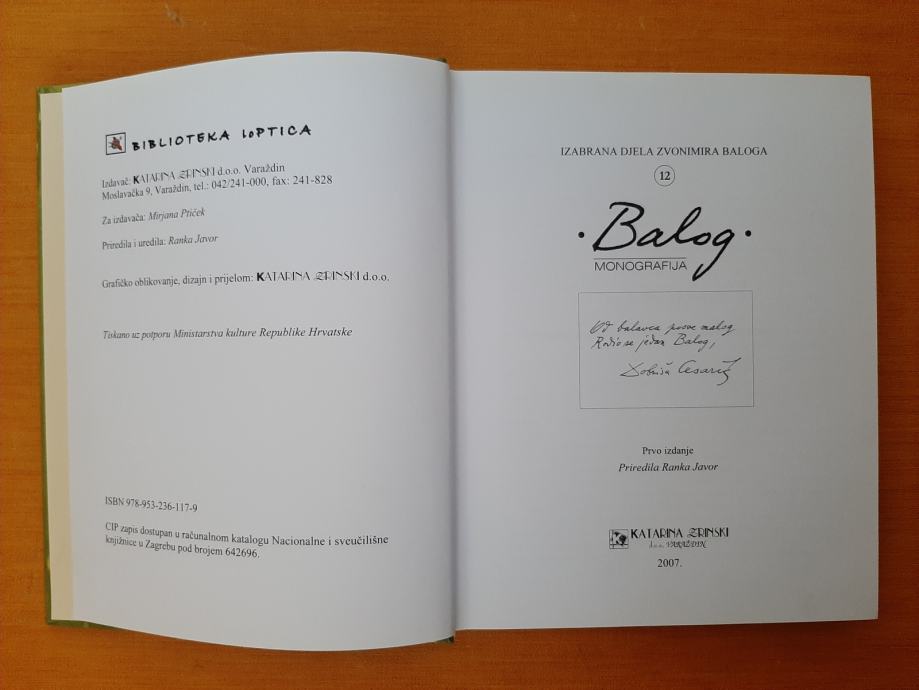 BIBLIOTEKA LoPTICA
Izdavač: KATARINA ZRINSKI d.o.o. Varaždin
Moslavačka 9, Varaždin, tel.: 042/241-000, fax: 241-828
Za izdavača: Mirjana Ptiček
Priredila i uredila: Ranka Javor
Grafičko oblikovanje, dizajn i prijelom: KATARINA ZRINSKI d.o.o.
Tiskano uz potporu Ministarstva kulture Republike Hrvatske
ISBN 978-953-236-117-9
CIP zapis dostupan u računalnom katalogu Nacionalne i sveučilišne
knjižnice u Zagrebu pod brojem 642696.
IZABRANA DJELA ZVONIMIRA BALOGA
12
·Balog·
MONOGRAFIJA
Od balavca posve malog
Rodio se jedan Balog,
Dobriša Cesarić
Prvo izdanje
Priredila Ranka Javor
KATARINA ZRINSKI
d.o.o. VARAŽDIN
2007.